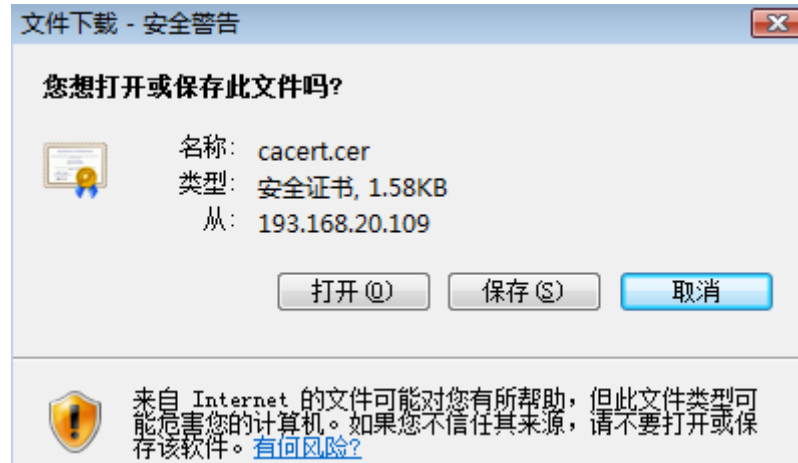 文件下载 - 安全警告
您想打开或保存此文件吗?
名称: cacert.cer
类型: 安全证书, 1.58KB
从: 193.168.20.109
打开(O) 保存(S) 取消
来自 Internet 的文件可能对您有所帮助，但此文件类型可
能危害您的计算机。如果您不信任其来源，请不要打开或保
存该软件。有何风险?